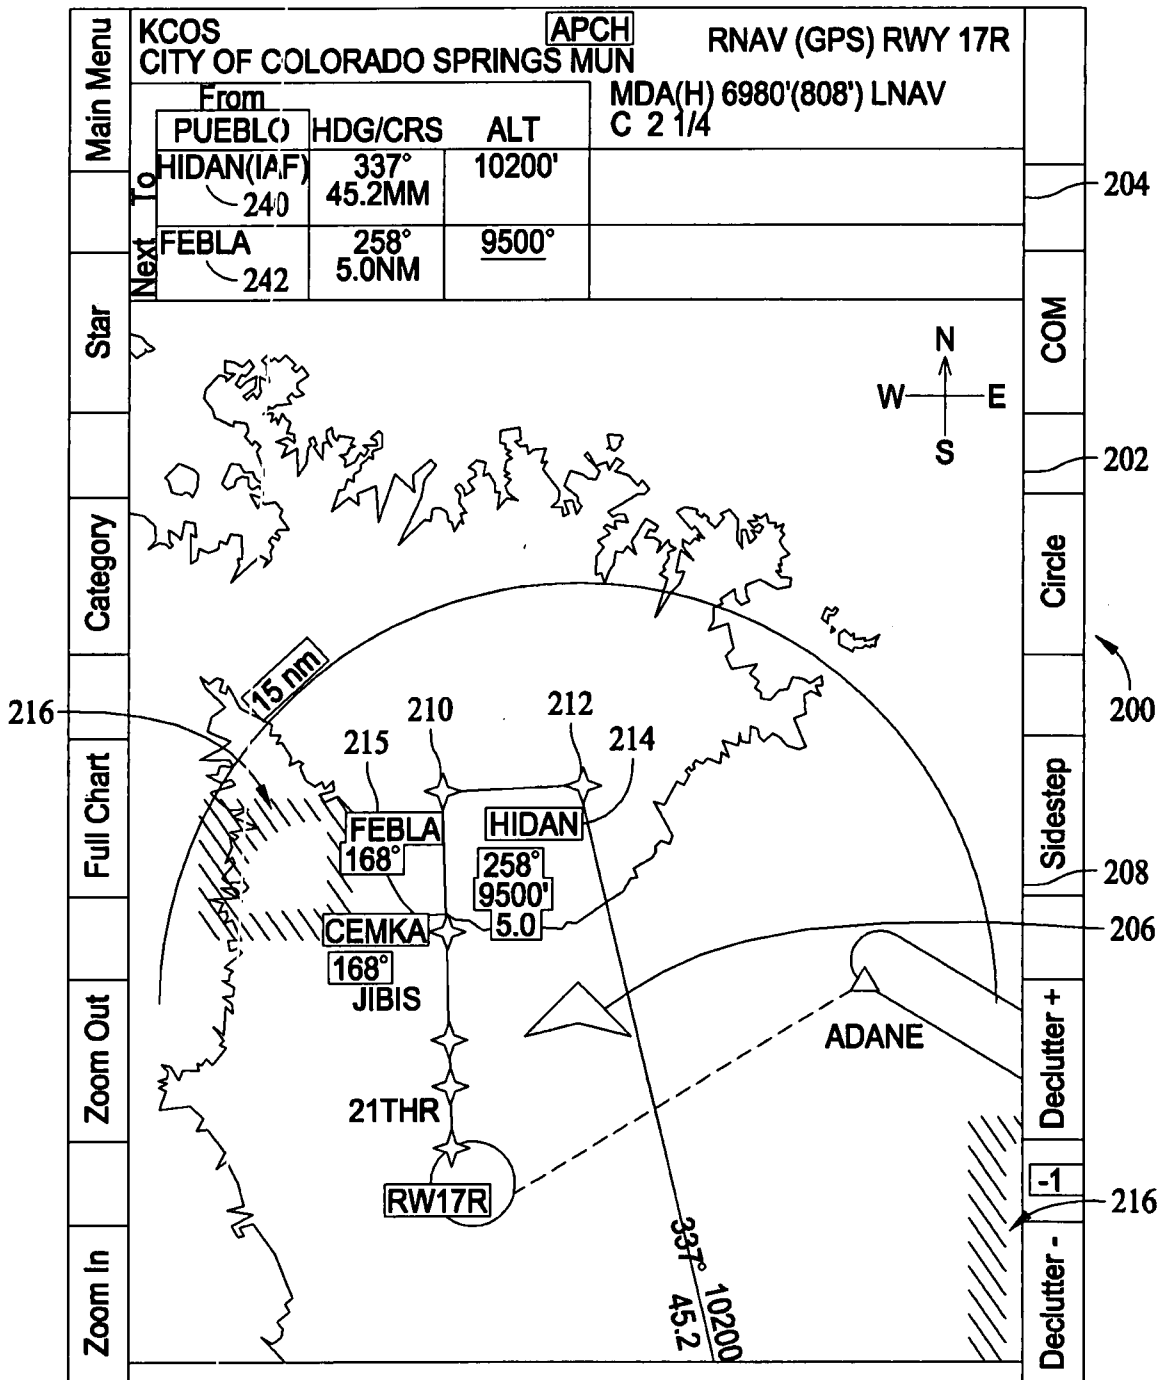 KCOS
APCH
RNAV (GPS) RWY 17R
CITY OF COLORADO SPRINGS MUN
MDA(H) 6980'(808') LNAV
C 2 1/4
From
PUEBLO HDG/CRS ALT
To
HIDAN(IAF) 337° 10200'
240 45.2MM
Next
FEBLA 258° 9500°
242 5.0NM
Main Menu
Star
Category
Full Chart
Zoom Out
Zoom In
COM
Circle
Sidestep
Declutter +
-1
Declutter -
204
202
200
208
206
216
N
W E
S
15 nm
216
210
212
215
214
FEBLA
168°
HIDAN
258°
9500'
5.0
CEMKA
168°
JIBIS
21THR
RW17R
ADANE
337° 10200
45.2